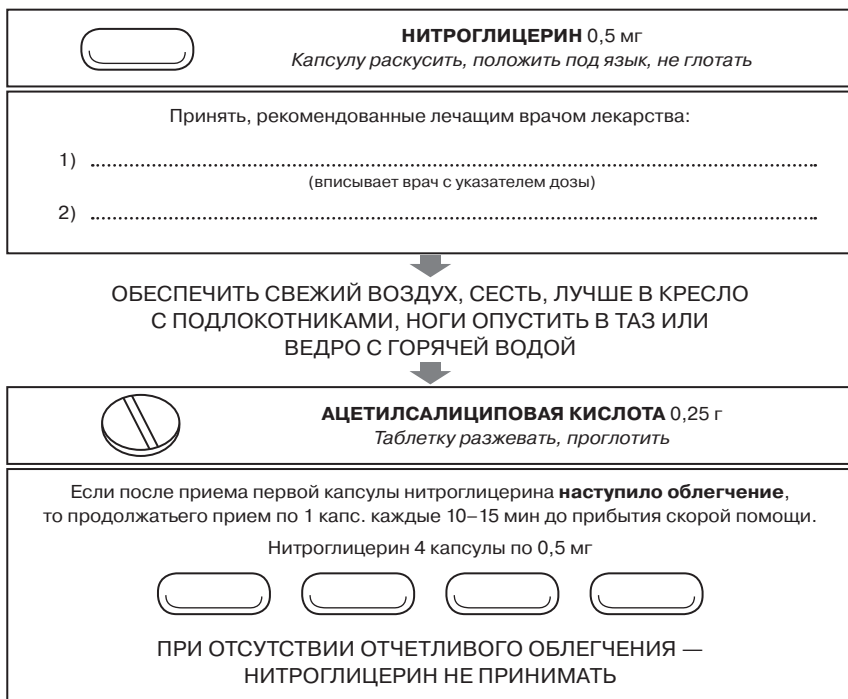 НИТРОГЛИЦЕРИН 0,5 мг
Капсулу раскусить, положить под язык, не глотать
Принять, рекомендованные лечащим врачом лекарства:
1)
(вписывает врач с указателем дозы)
2)
ОБЕСПЕЧИТЬ СВЕЖИЙ ВОЗДУХ, СЕСТЬ, ЛУЧШЕ В КРЕСЛО
С ПОДЛОКОТНИКАМИ, НОГИ ОПУСТИТЬ В ТАЗ ИЛИ
ВЕДРО С ГОРЯЧЕЙ ВОДОЙ
АЦЕТИЛСАЛИЦИПОВАЯ КИСЛОТА 0,25 г
Таблетку разжевать, проглотить
Если после приема первой капсулы нитроглицерина наступило облегчение,
то продолжатьего прием по 1 капс. каждые 10–15 мин до прибытия скорой помощи.
Нитроглицерин 4 капсулы по 0,5 мг
ПРИ ОТСУТСТВИИ ОТЧЕТЛИВОГО ОБЛЕГЧЕНИЯ —
НИТРОГЛИЦЕРИН НЕ ПРИНИМАТЬ